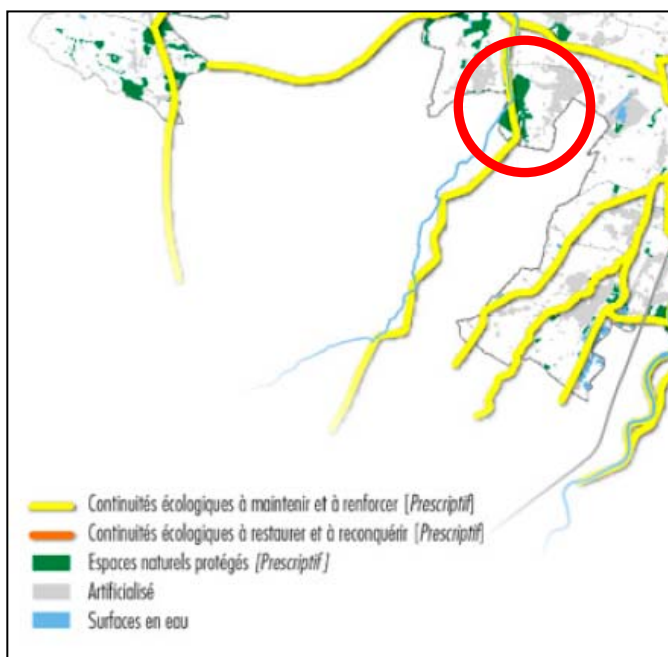 Continuités écologiques à maintenir et à renforcer [Prescriptif]
Continuités écologiques à restaurer et à reconquérir [Prescriptif]
Espaces naturels protégés [Prescriptif]
Artificialisé
Surfaces en eau